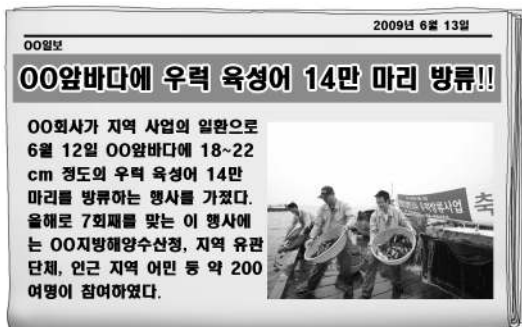 2009년 6월 13일
OO일보
OO앞바다에 우럭 육성어 14만 마리 방류!!
OO회사가 지역 사업의 일환으로
6월 12일 OO앞바다에 18~22
cm 정도의 우럭 육성어 14만
마리를 방류하는 행사를 가졌다.
올해로 7회째를 맞는 이 행사에
는 OO지방해양수산청, 지역 유관
단체, 인근 지역 어민 등 약 200
여명이 참여하였다.
축